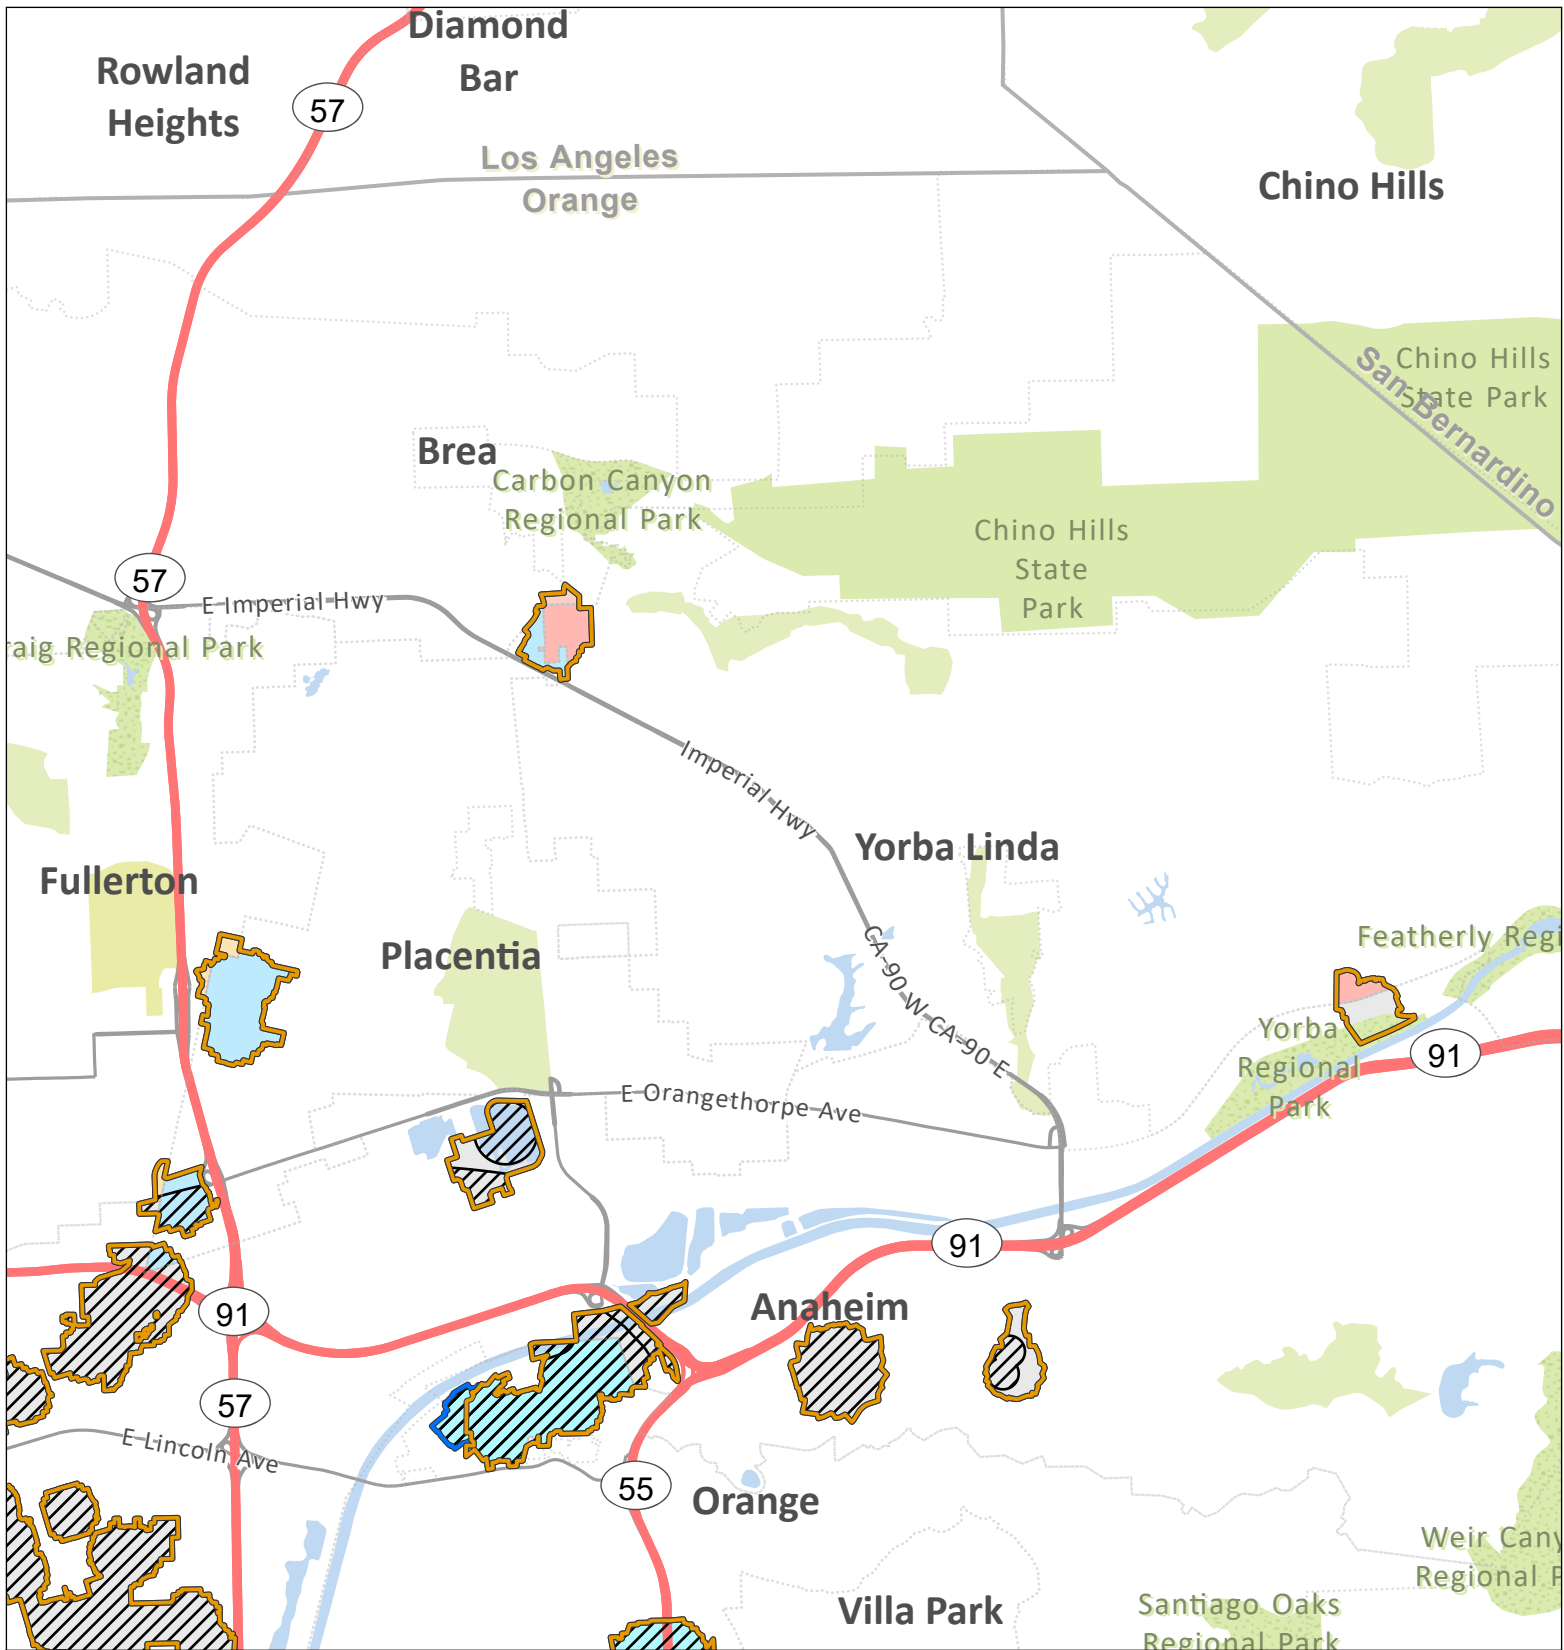 Diamond
Bar
Rowland
Heights
57
Los Angeles
Orange
Chino Hills
Chino Hills
State Park
San Bernardino
Brea
Carbon Canyon
Regional Park
Chino Hills
State
Park
57
E Imperial Hwy
raig Regional Park
Imperial Hwy
Yorba Linda
Fullerton
Placentia
CA-90 W CA-90 E
Featherly Regi
Yorba
Regional
Park
91
E Orangethorpe Ave
91
91
Anaheim
57
E Lincoln Ave
55
Orange
Weir Cany
Regional P
Villa Park
Santiago Oaks
Regional Park